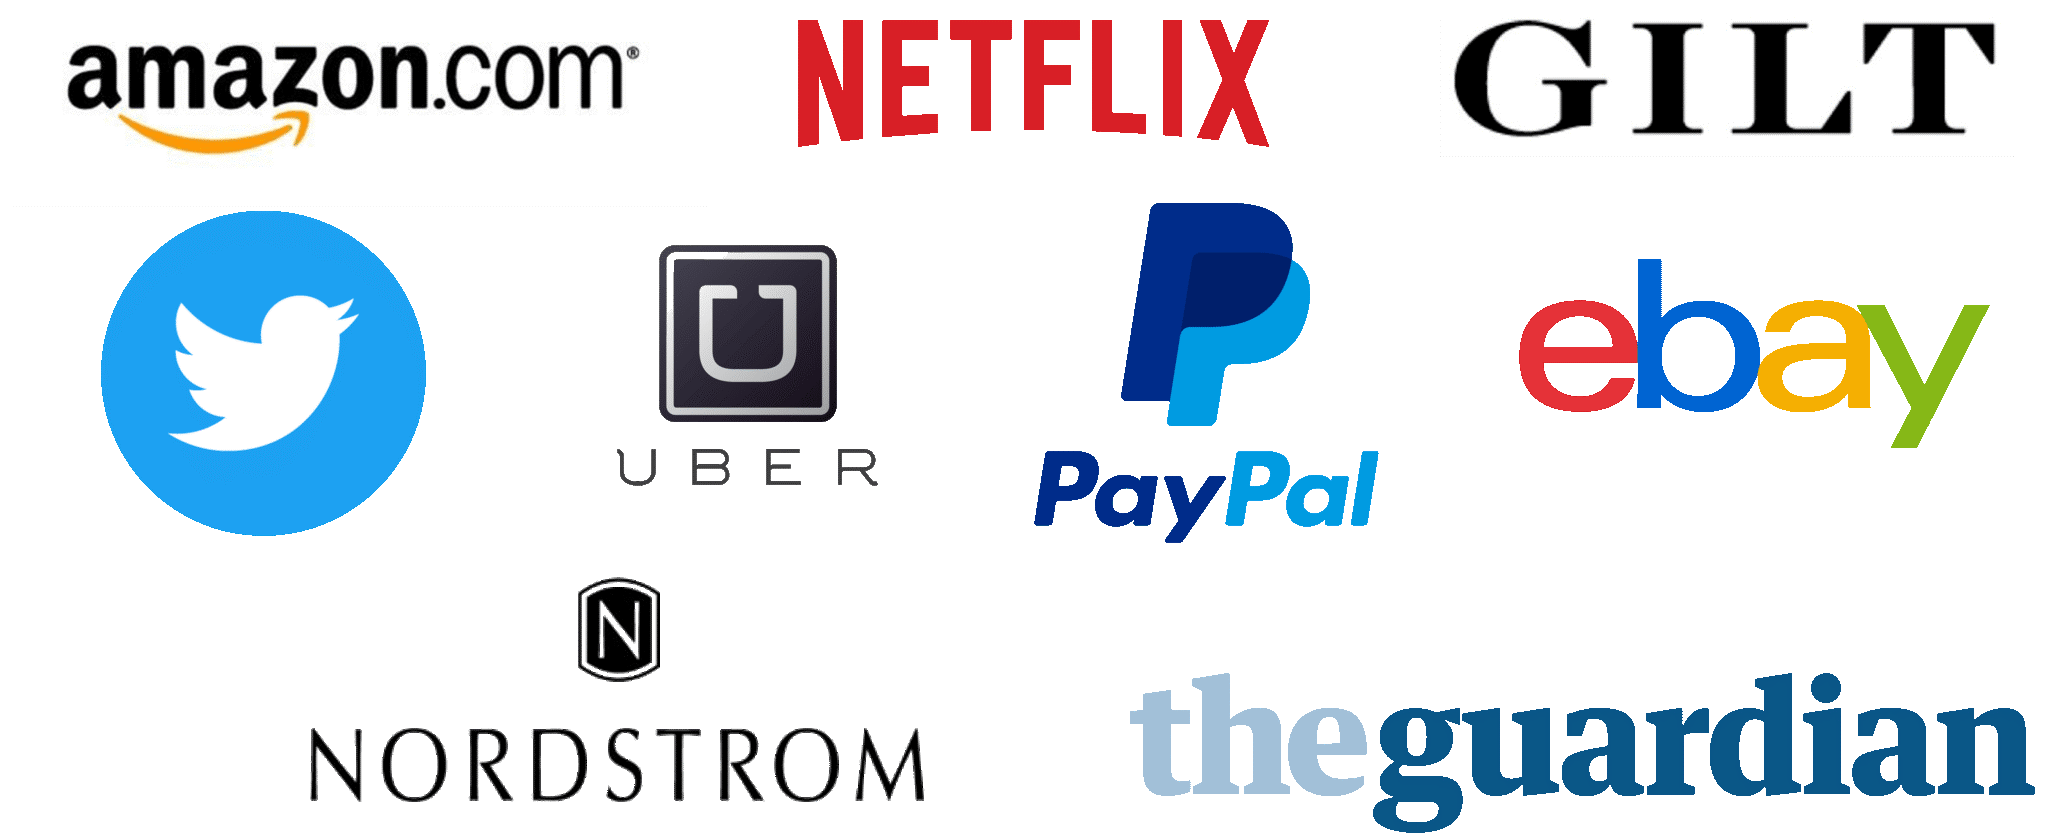 amazon.com®
NETFLIX
GILT
U
UBER
PayPal
ebay
N
NORDSTROM
theguardian